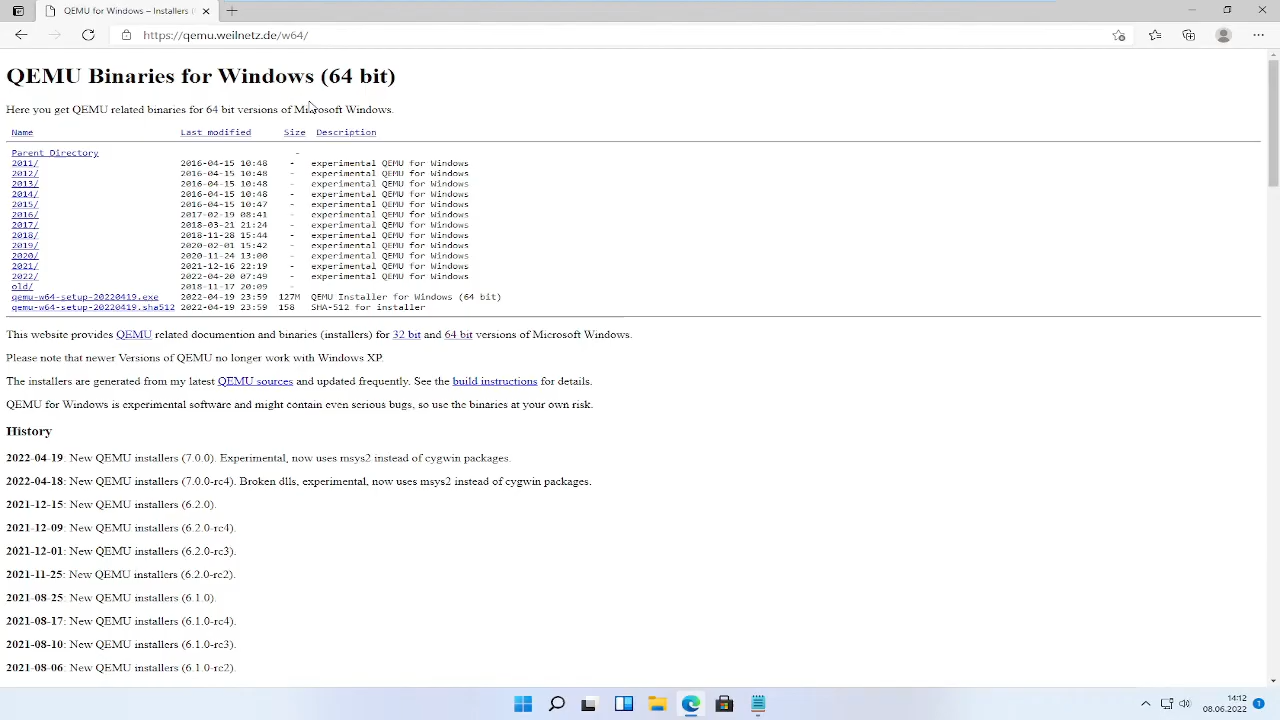 QEMU for Windows – Installers (
https://qemu.weilnetz.de/w64/
QEMU Binaries for Windows (64 bit)
Here you get QEMU related binaries for 64 bit versions of Microsoft Windows.
Name Last modified Size Description
Parent Directory -
2011/ 2016-04-15 10:48 - experimental QEMU for Windows
2012/ 2016-04-15 10:48 - experimental QEMU for Windows
2013/ 2016-04-15 10:48 - experimental QEMU for Windows
2014/ 2016-04-15 10:48 - experimental QEMU for Windows
2015/ 2016-04-15 10:47 - experimental QEMU for Windows
2016/ 2017-02-19 08:41 - experimental QEMU for Windows
2017/ 2018-03-21 21:24 - experimental QEMU for Windows
2018/ 2018-11-28 15:44 - experimental QEMU for Windows
2019/ 2020-02-01 15:42 - experimental QEMU for Windows
2020/ 2020-11-24 13:00 - experimental QEMU for Windows
2021/ 2021-12-16 22:19 - experimental QEMU for Windows
2022/ 2022-04-20 07:49 - experimental QEMU for Windows
old/ 2018-11-17 20:09 -
qemu-w64-setup-20220419.exe 2022-04-19 23:59 127M QEMU Installer for Windows (64 bit)
qemu-w64-setup-20220419.sha512 2022-04-19 23:59 158 SHA-512 for installer
This website provides QEMU related documention and binaries (installers) for 32 bit and 64 bit versions of Microsoft Windows.
Please note that newer Versions of QEMU no longer work with Windows XP.
The installers are generated from my latest QEMU sources and updated frequently. See the build instructions for details.
QEMU for Windows is experimental software and might contain even serious bugs, so use the binaries at your own risk.
History
2022-04-19: New QEMU installers (7.0.0). Experimental, now uses msys2 instead of cygwin packages.
2022-04-18: New QEMU installers (7.0.0-rc4). Broken dlls, experimental, now uses msys2 instead of cygwin packages.
2021-12-15: New QEMU installers (6.2.0).
2021-12-09: New QEMU installers (6.2.0-rc4).
2021-12-01: New QEMU installers (6.2.0-rc3).
2021-11-25: New QEMU installers (6.2.0-rc2).
2021-08-25: New QEMU installers (6.1.0).
2021-08-17: New QEMU installers (6.1.0-rc4).
2021-08-10: New QEMU installers (6.1.0-rc3).
2021-08-06: New QEMU installers (6.1.0-rc2).
14:12
08.06.2022
1